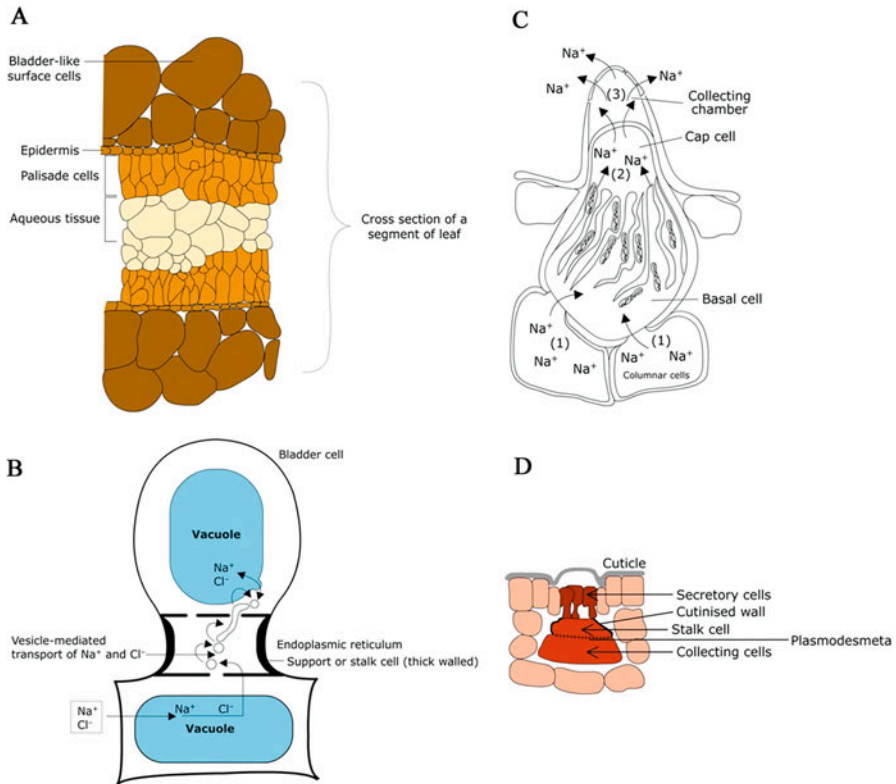 A
Bladder-like
surface cells
Epidermis
Palisade cells
Aqueous tissue
Cross section of a
segment of leaf
C
Na⁺
Na⁺
Na⁺
Na⁺
(3)
Collecting
chamber
Cap cell
Na⁺
Na⁺
(2)
Basal cell
Na⁺
(1)
(1)
Na⁺
Na⁺
Na⁺
Na⁺
Columnar cells
B
Bladder cell
Vacuole
Na⁺
Cl⁻
Vesicle-mediated
transport of Na⁺ and Cl⁻
Endoplasmic reticulum
Support or stalk cell (thick walled)
Na⁺
Cl⁻
Na⁺ Cl⁻
Vacuole
D
Cuticle
Secretory cells
Cutinised wall
Stalk cell
Plasmodesmeta
Collecting cells